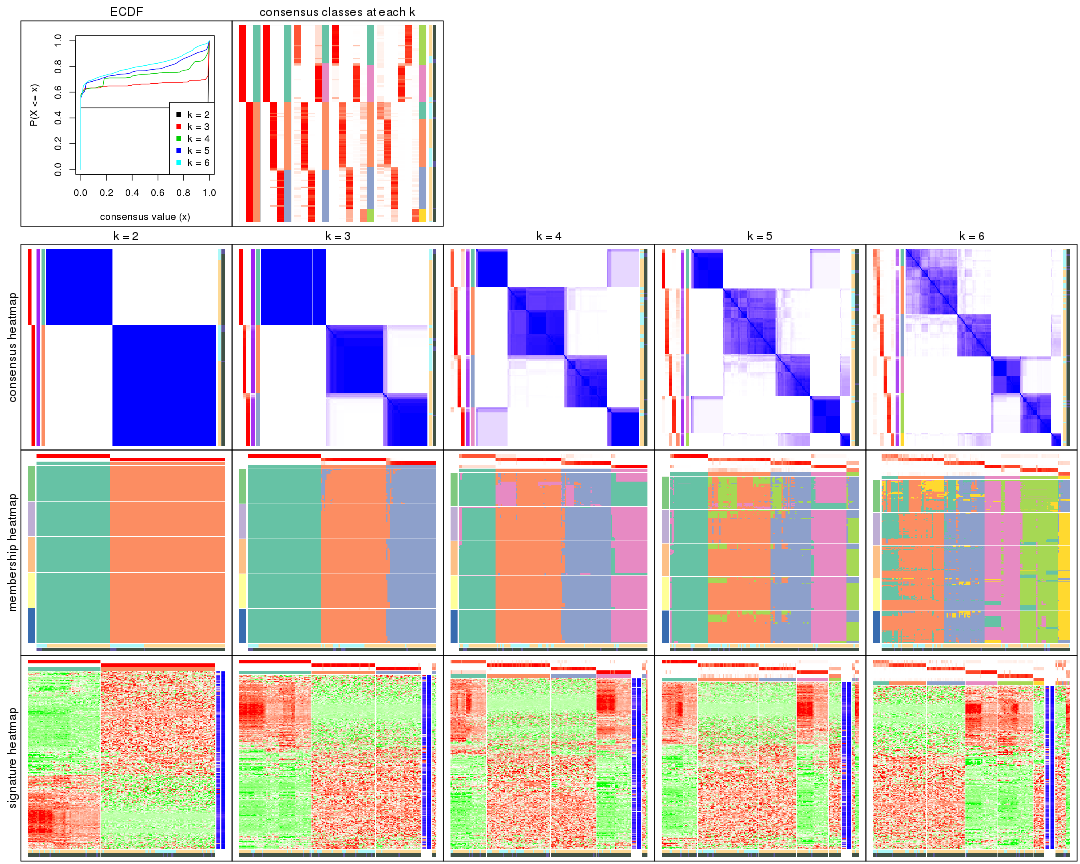 ECDF
consensus classes at each k
P(X <= x)
0.0
0.2
0.4
0.6
0.8
1.0
k = 2
k = 3
k = 4
k = 5
k = 6
0.0 0.2 0.4 0.6 0.8 1.0
consensus value (x)
k = 2
k = 3
k = 4
k = 5
k = 6
consensus heatmap
membership heatmap
signature heatmap